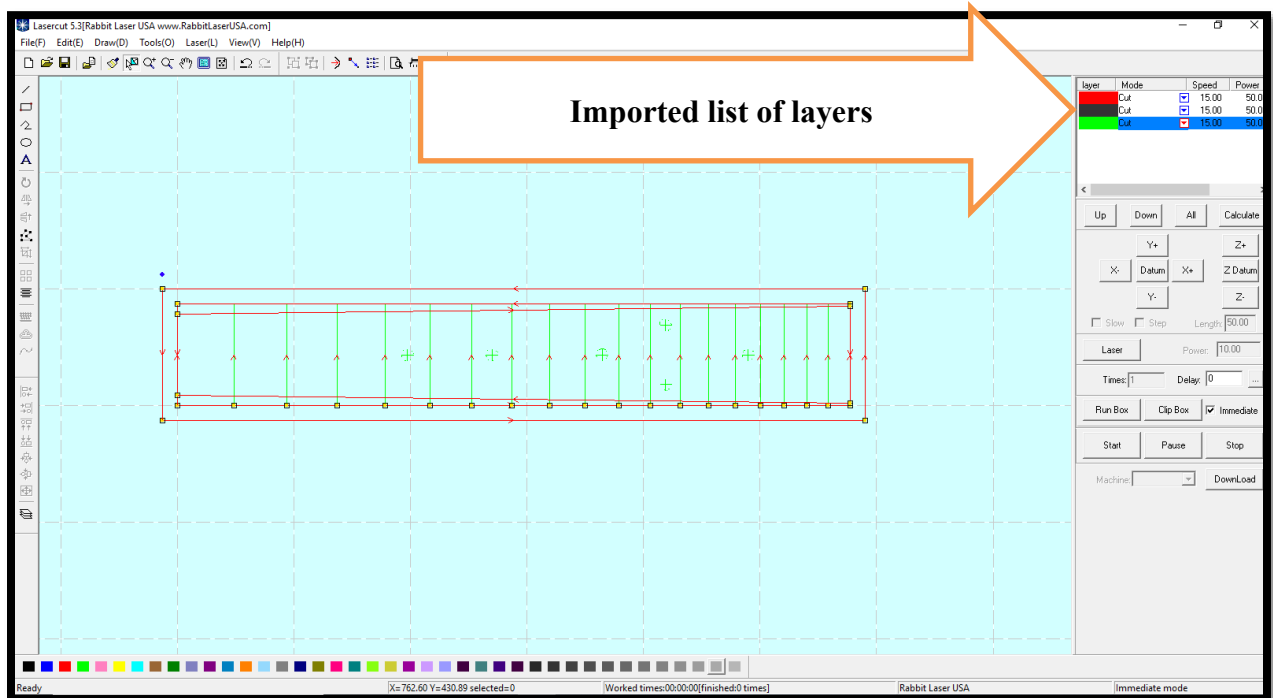 Lasercut 5.3[Rabbit Laser USA www.RabbitLaserUSA.com]
File(F) Edit(E) Draw(D) Tools(O) Laser(L) View(V) Help(H)
Imported list of layers
layer Mode Speed Power
Cut 15.00 50.0
Cut 15.00 50.0
Cut 15.00 50.0
Up Down All Calculate
Y+ Z+
X- Datum X+ Z Datum
Y- Z-
Slow Step Length: 50.00
Laser Power: 10.00
Times: 1 Delay: 0 ...
Run Box Clip Box Immediate
Start Pause Stop
Machine: DownLoad
Ready X=762.60 Y=430.89 selected=0 Worked times:00:00:00[finished:0 times] Rabbit Laser USA Immediate mode